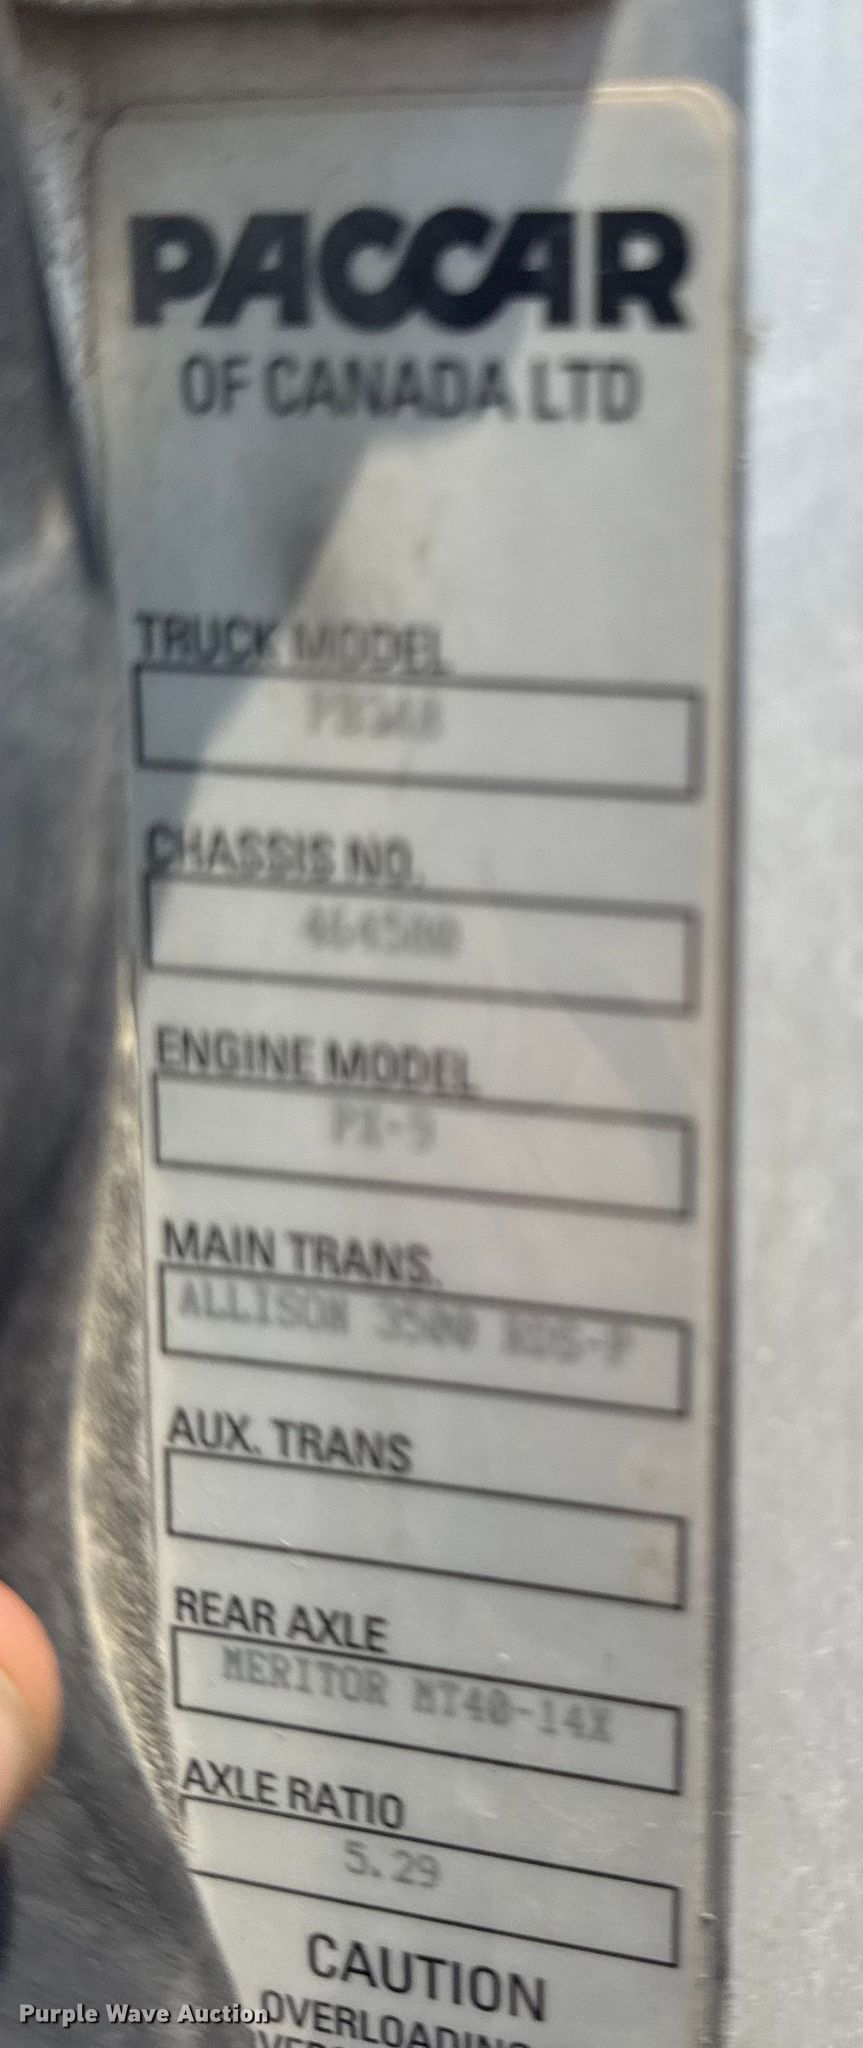 PACCAR
OF CANADA LTD
TRUCK MODEL
CHASSIS NO.
464580
ENGINE MODEL
PX-9
MAIN TRANS.
ALLISON 3500 RDS-P
AUX. TRANS
REAR AXLE
MERITOR MT40-14X
AXLE RATIO
5.29
CAUTION
OVERLOADING
Purple Wave Auction